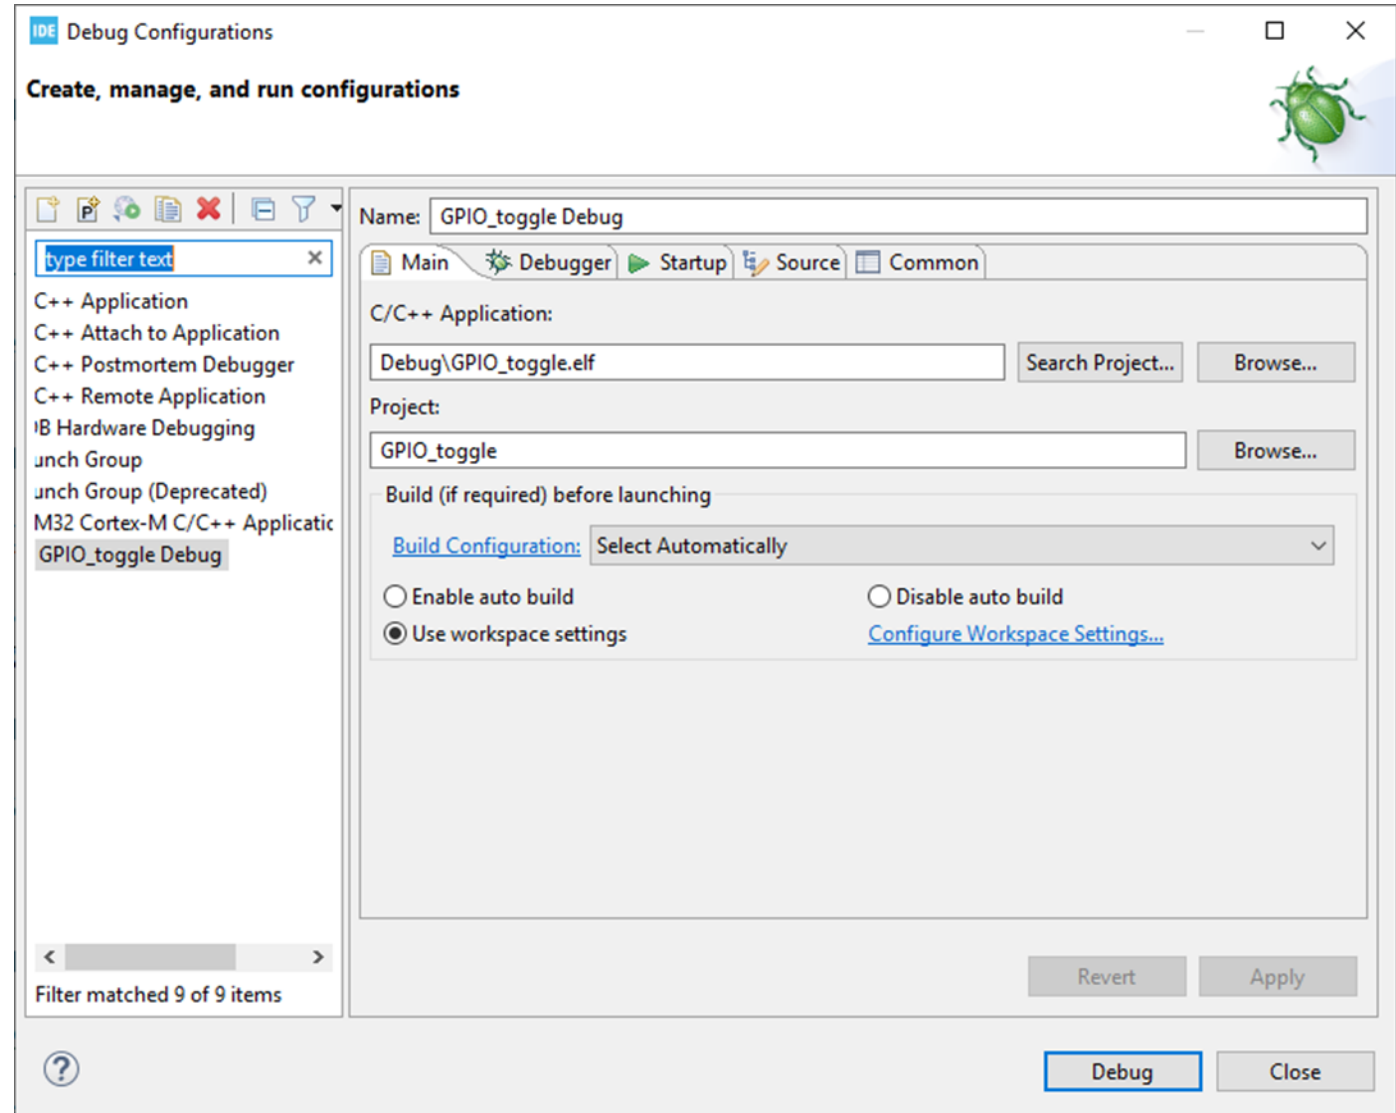 IDE Debug Configurations
Create, manage, and run configurations
type filter text
C++ Application
C++ Attach to Application
C++ Postmortem Debugger
C++ Remote Application
B Hardware Debugging
unch Group
unch Group (Deprecated)
M32 Cortex-M C/C++ Applicatic
GPIO_toggle Debug
Filter matched 9 of 9 items
Name: GPIO_toggle Debug
Main Debugger Startup Source Common
C/C++ Application:
Debug\GPIO_toggle.elf Search Project... Browse...
Project:
GPIO_toggle Browse...
Build (if required) before launching
Build Configuration: Select Automatically
Enable auto build Disable auto build
Use workspace settings Configure Workspace Settings...
Revert Apply
? Debug Close